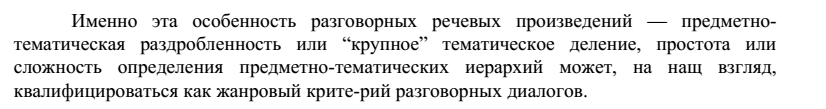 Именно эта особенность разговорных речевых произведений — предметно-
тематическая раздробленность или “крупное” тематическое деление, простота или
сложность определения предметно-тематических иерархий может, на нащ взгляд,
квалифицироваться как жанровый крите-рий разговорных диалогов.